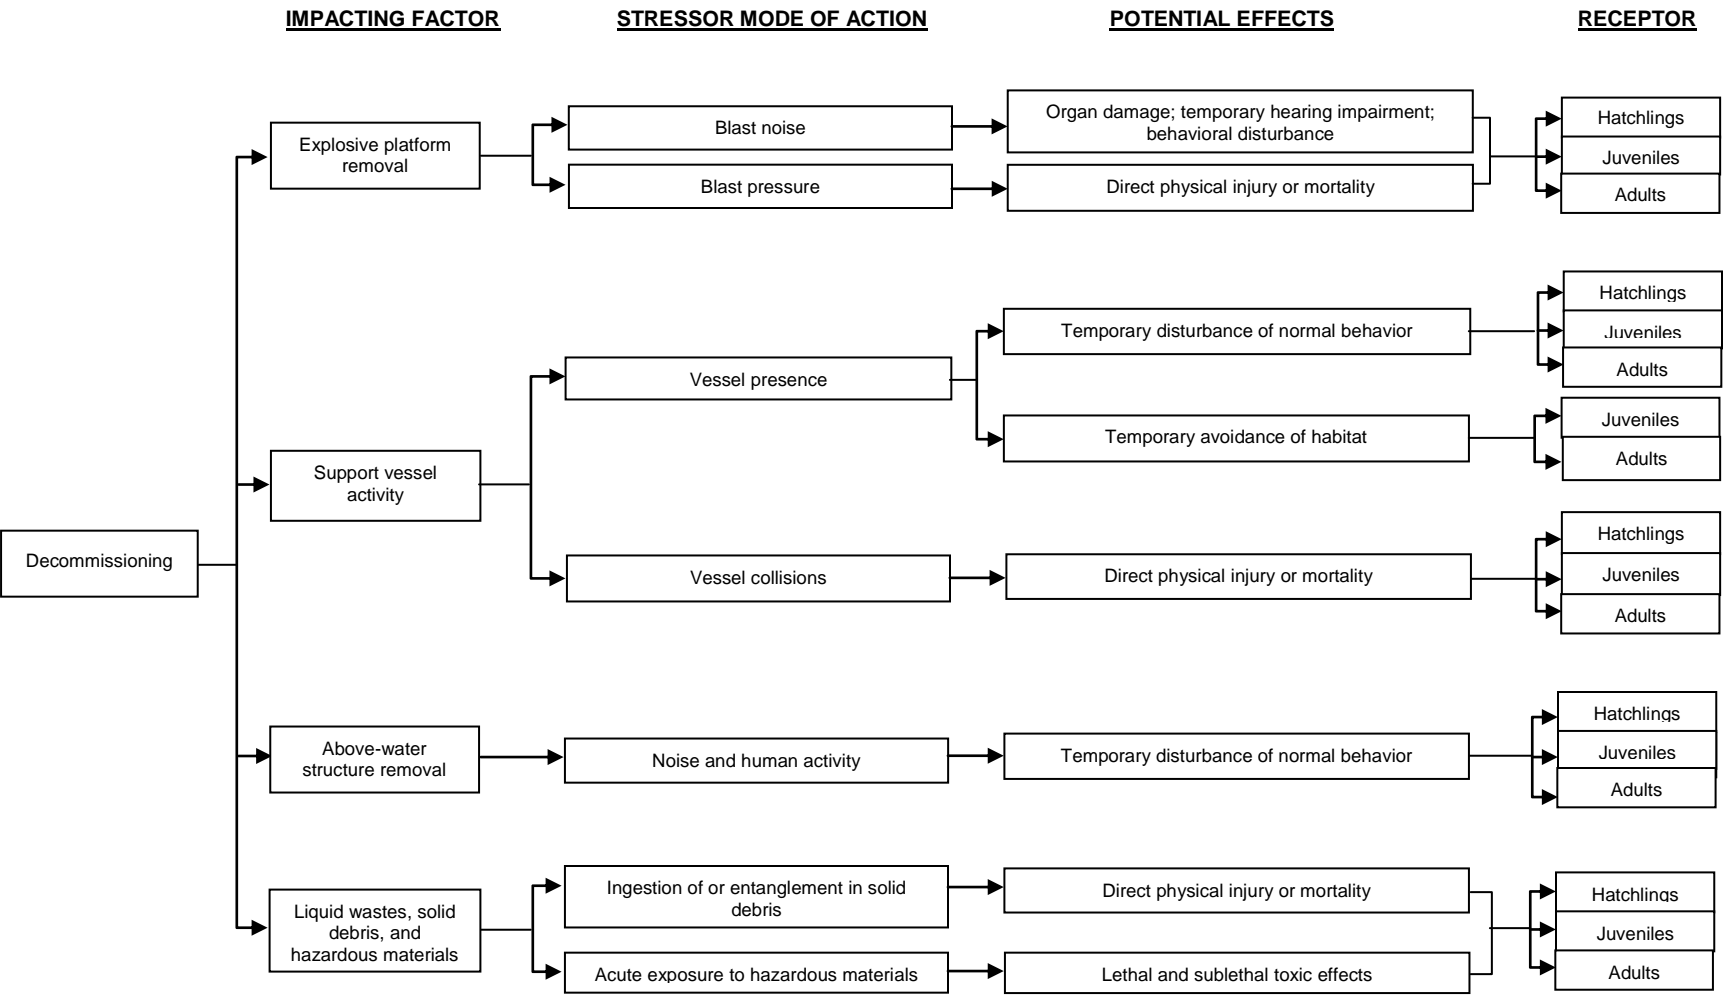 IMPACTING FACTOR
STRESSOR MODE OF ACTION
POTENTIAL EFFECTS
RECEPTOR
Decommissioning
Explosive platform
removal
Blast noise
Organ damage; temporary hearing impairment;
behavioral disturbance
Blast pressure
Direct physical injury or mortality
Hatchlings
Juveniles
Adults
Support vessel
activity
Vessel presence
Temporary disturbance of normal behavior
Hatchlings
Juveniles
Adults
Temporary avoidance of habitat
Juveniles
Adults
Vessel collisions
Direct physical injury or mortality
Hatchlings
Juveniles
Adults
Above-water
structure removal
Noise and human activity
Temporary disturbance of normal behavior
Hatchlings
Juveniles
Adults
Liquid wastes, solid
debris, and
hazardous materials
Ingestion of or entanglement in solid
debris
Direct physical injury or mortality
Acute exposure to hazardous materials
Lethal and sublethal toxic effects
Hatchlings
Juveniles
Adults